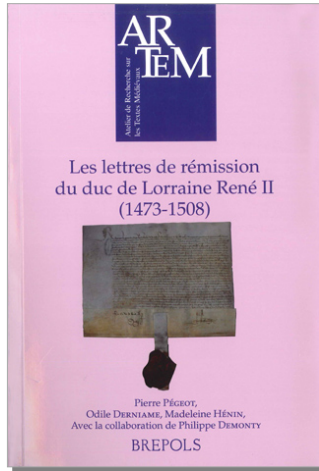 AR
TEM
Atelier de Recherche sur
les Textes Médiévaux
Les lettres de rémission
du duc de Lorraine René II
(1473-1508)
Pierre PÉGEOT,
Odile DERNIAME, Madeleine HÉNIN,
Avec la collaboration de Philippe DEMONTY
BREPOLS